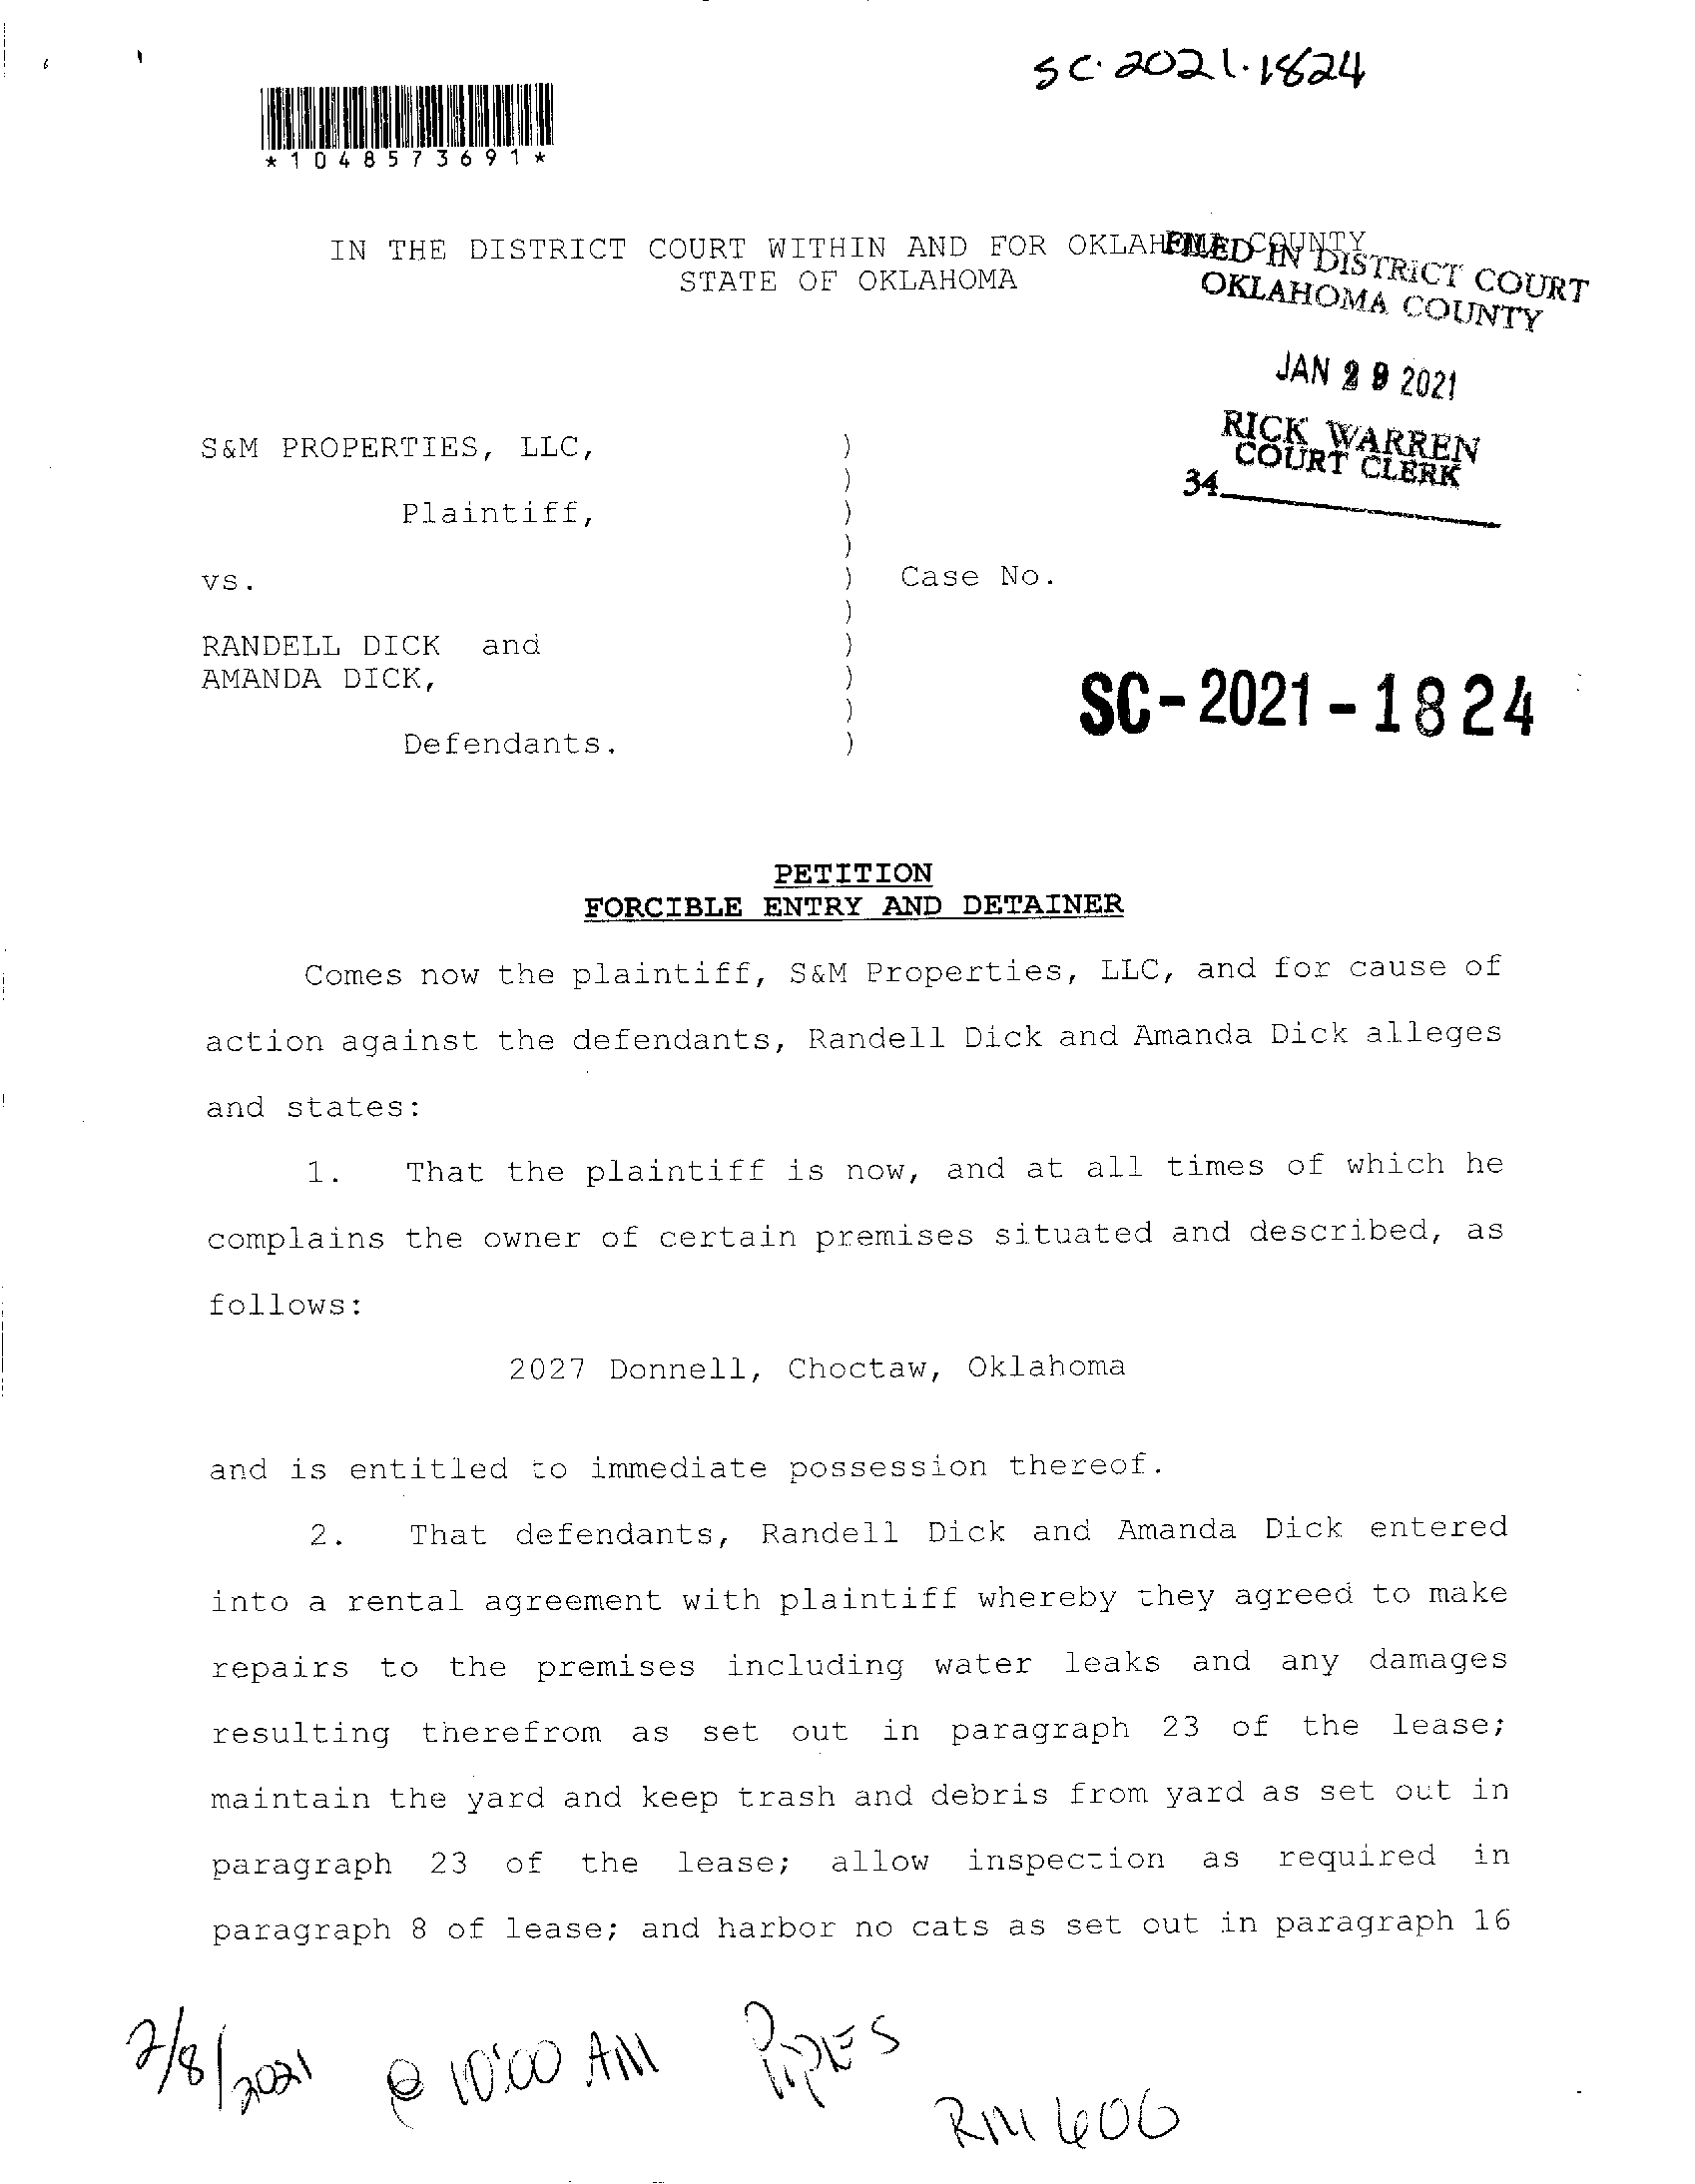 SC-2021-1824
*1048573691*
IN THE DISTRICT COURT WITHIN AND FOR OKLAHOMA COUNTY
STATE OF OKLAHOMA
FILED IN DISTRICT COURT
OKLAHOMA COUNTY
JAN 29 2021
RICK WARREN
COURT CLERK
34
S&M PROPERTIES, LLC, )
)
Plaintiff, )
)
vs. ) Case No.
)
RANDELL DICK and )
AMANDA DICK, )
)
Defendants. )
SC-2021-1824
PETITION
FORCIBLE ENTRY AND DETAINER
Comes now the plaintiff, S&M Properties, LLC, and for cause of
action against the defendants, Randell Dick and Amanda Dick alleges
and states:
1. That the plaintiff is now, and at all times of which he
complains the owner of certain premises situated and described, as
follows:
2027 Donnell, Choctaw, Oklahoma
and is entitled to immediate possession thereof.
2. That defendants, Randell Dick and Amanda Dick entered
into a rental agreement with plaintiff whereby they agreed to make
repairs to the premises including water leaks and any damages
resulting therefrom as set out in paragraph 23 of the lease;
maintain the yard and keep trash and debris from yard as set out in
paragraph 23 of the lease; allow inspection as required in
paragraph 8 of lease; and harbor no cats as set out in paragraph 16
2/8/2021 @ 10:00 AM PIPES
RM 606